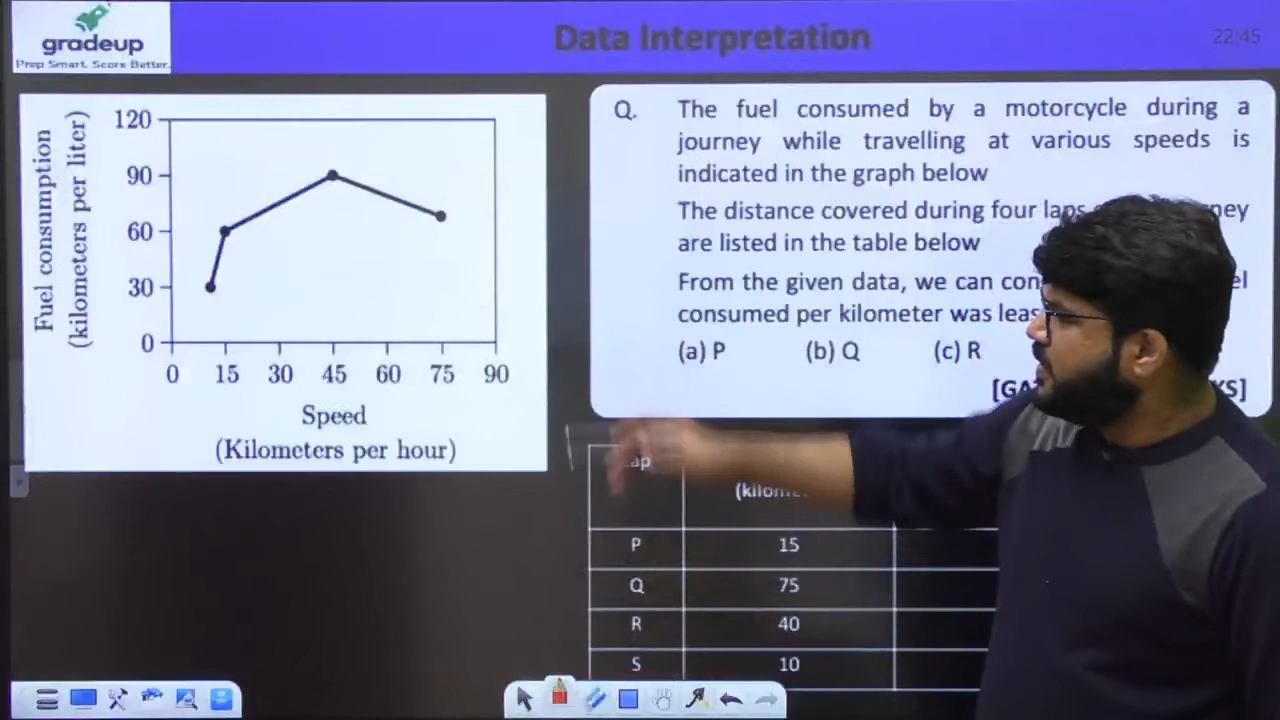 gradeup
Prep Smart. Score Better.
Data Interpretation
22:45
Fuel consumption
(kilometers per liter)
120
90
60
30
0
0 15 30 45 60 75 90
Speed
(Kilometers per hour)
Q. The fuel consumed by a motorcycle during a
journey while travelling at various speeds is
indicated in the graph below
The distance covered during four laps
are listed in the table below
From the given data, we can
consumed per kilometer was
(a) P (b) Q (c) R
P 15
Q 75
R 40
S 10